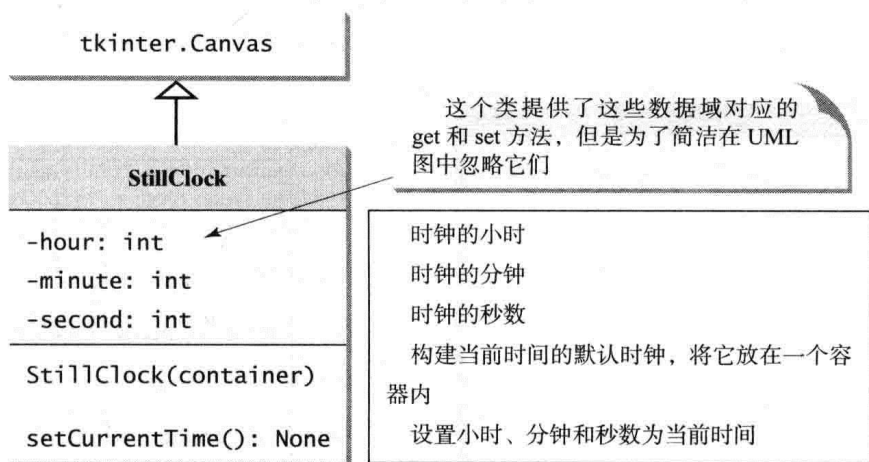 tkinter.Canvas
这个类提供了这些数据域对应的
get 和 set 方法，但是为了简洁在 UML
图中忽略它们
StillClock
-hour: int
-minute: int
-second: int
StillClock(container)
setCurrentTime(): None
时钟的小时
时钟的分钟
时钟的秒数
构建当前时间的默认时钟，将它放在一个容
器内
设置小时、分钟和秒数为当前时间